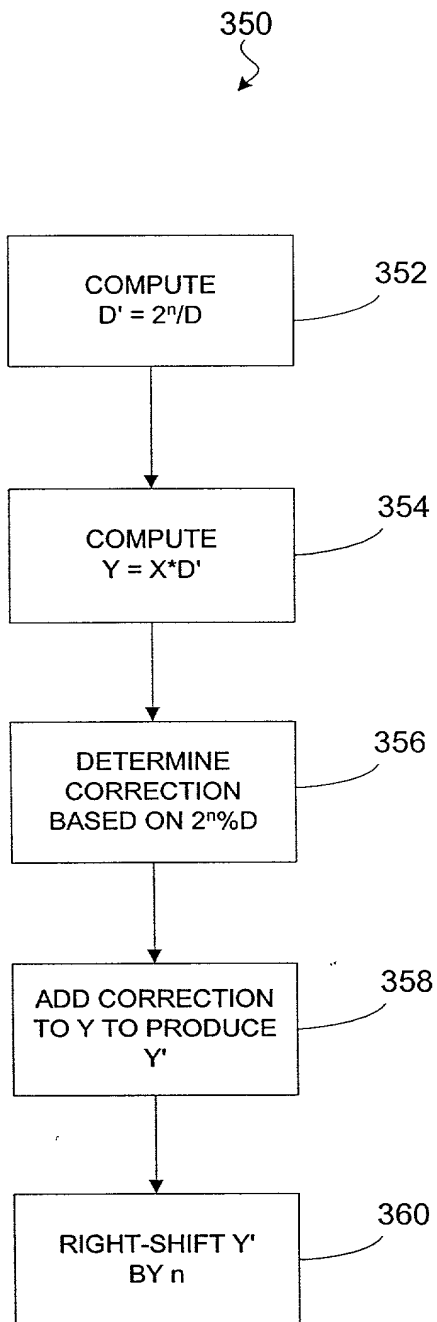 350
COMPUTE
D' = 2ⁿ/D
352
COMPUTE
Y = X*D'
354
DETERMINE
CORRECTION
BASED ON 2ⁿ%D
356
ADD CORRECTION
TO Y TO PRODUCE
Y'
358
RIGHT-SHIFT Y'
BY n
360